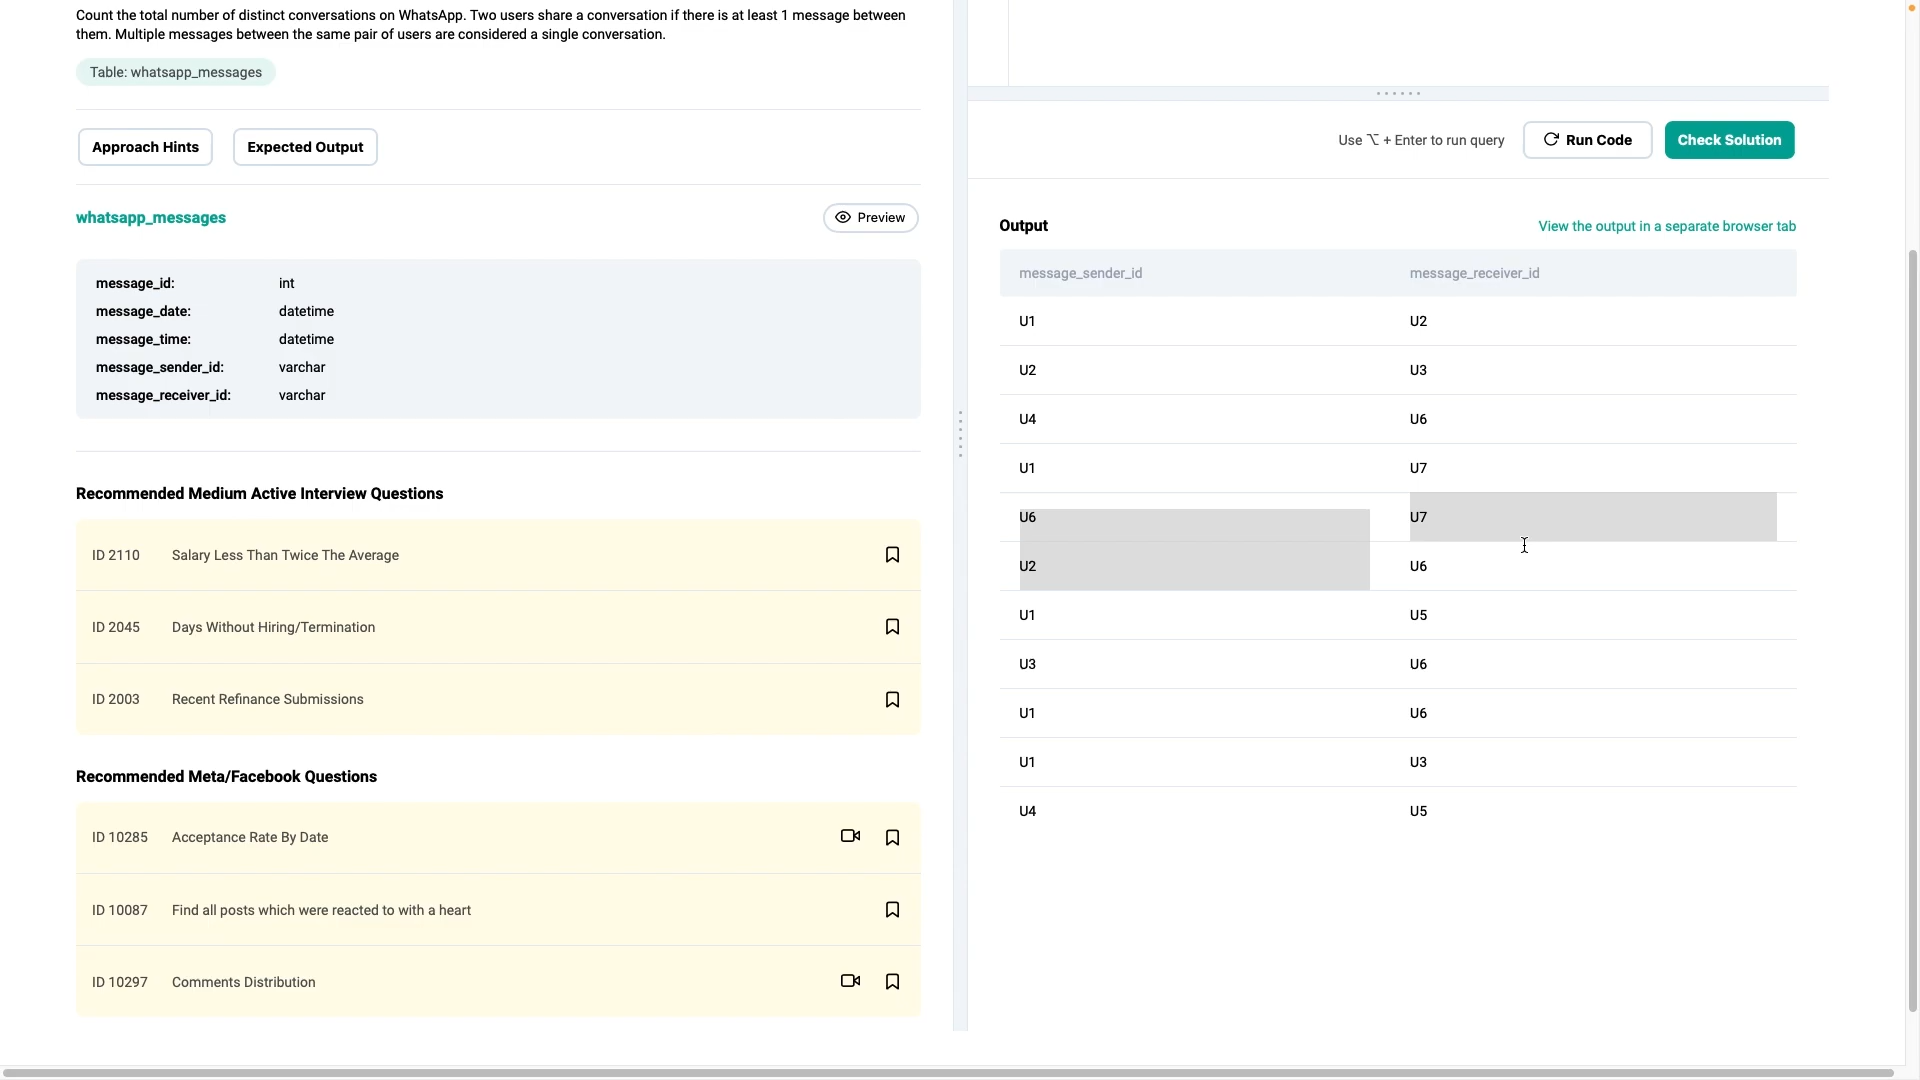 Count the total number of distinct conversations on WhatsApp. Two users share a conversation if there is at least 1 message between
them. Multiple messages between the same pair of users are considered a single conversation.
Table: whatsapp_messages
Approach Hints
Expected Output
whatsapp_messages
Preview
message_id: int
message_date: datetime
message_time: datetime
message_sender_id: varchar
message_receiver_id: varchar
Recommended Medium Active Interview Questions
ID 2110 Salary Less Than Twice The Average
ID 2045 Days Without Hiring/Termination
ID 2003 Recent Refinance Submissions
Recommended Meta/Facebook Questions
ID 10285 Acceptance Rate By Date
ID 10087 Find all posts which were reacted to with a heart
ID 10297 Comments Distribution
Use ⌥ + Enter to run query
Run Code
Check Solution
Output
View the output in a separate browser tab
message_sender_id message_receiver_id
U1 U2
U2 U3
U4 U6
U1 U7
U6 U7
U2 U6
U1 U5
U3 U6
U1 U6
U1 U3
U4 U5